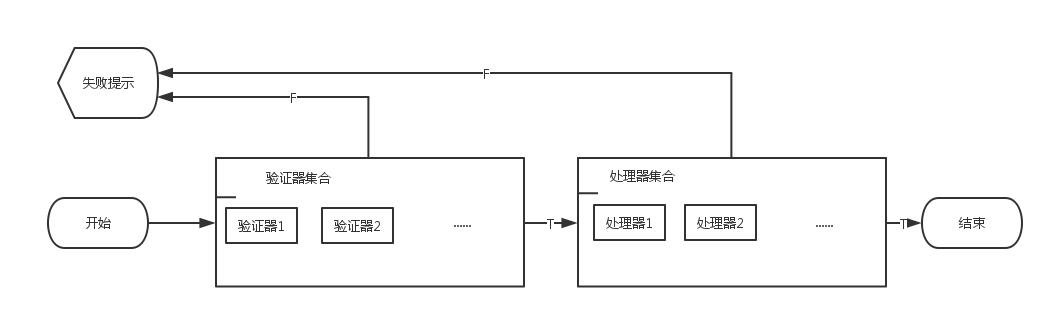 失败提示
F
F
验证器集合
处理器集合
开始
验证器1
验证器2
......
T
处理器1
处理器2
......
T
结束